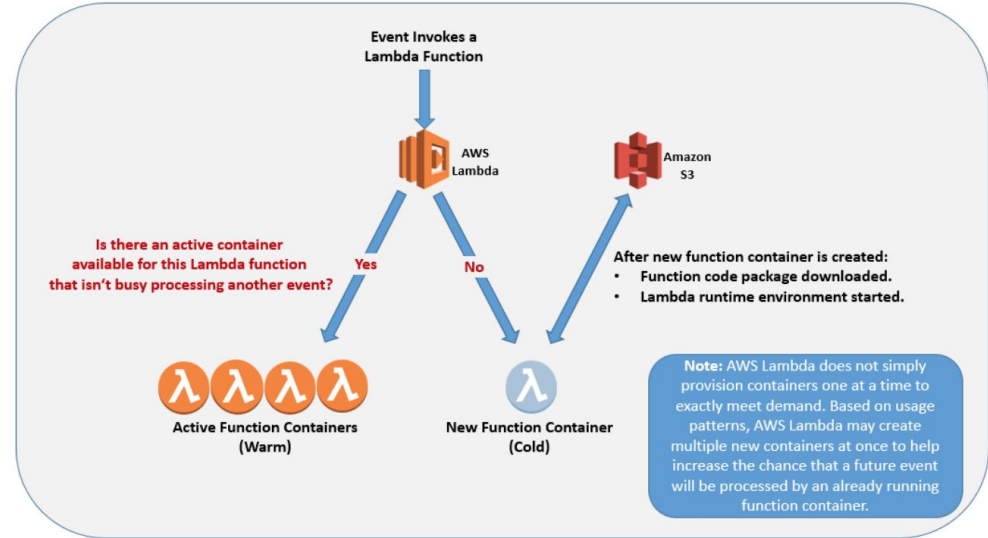 Event Invokes a
Lambda Function
AWS
Lambda
Amazon
S3
Is there an active container
available for this Lambda function
that isn't busy processing another event?
Yes
No
After new function container is created:
• Function code package downloaded.
• Lambda runtime environment started.
λ λ λ λ
Active Function Containers
(Warm)
λ
New Function Container
(Cold)
Note: AWS Lambda does not simply
provision containers one at a time to
exactly meet demand. Based on usage
patterns, AWS Lambda may create
multiple new containers at once to help
increase the chance that a future event
will be processed by an already running
function container.